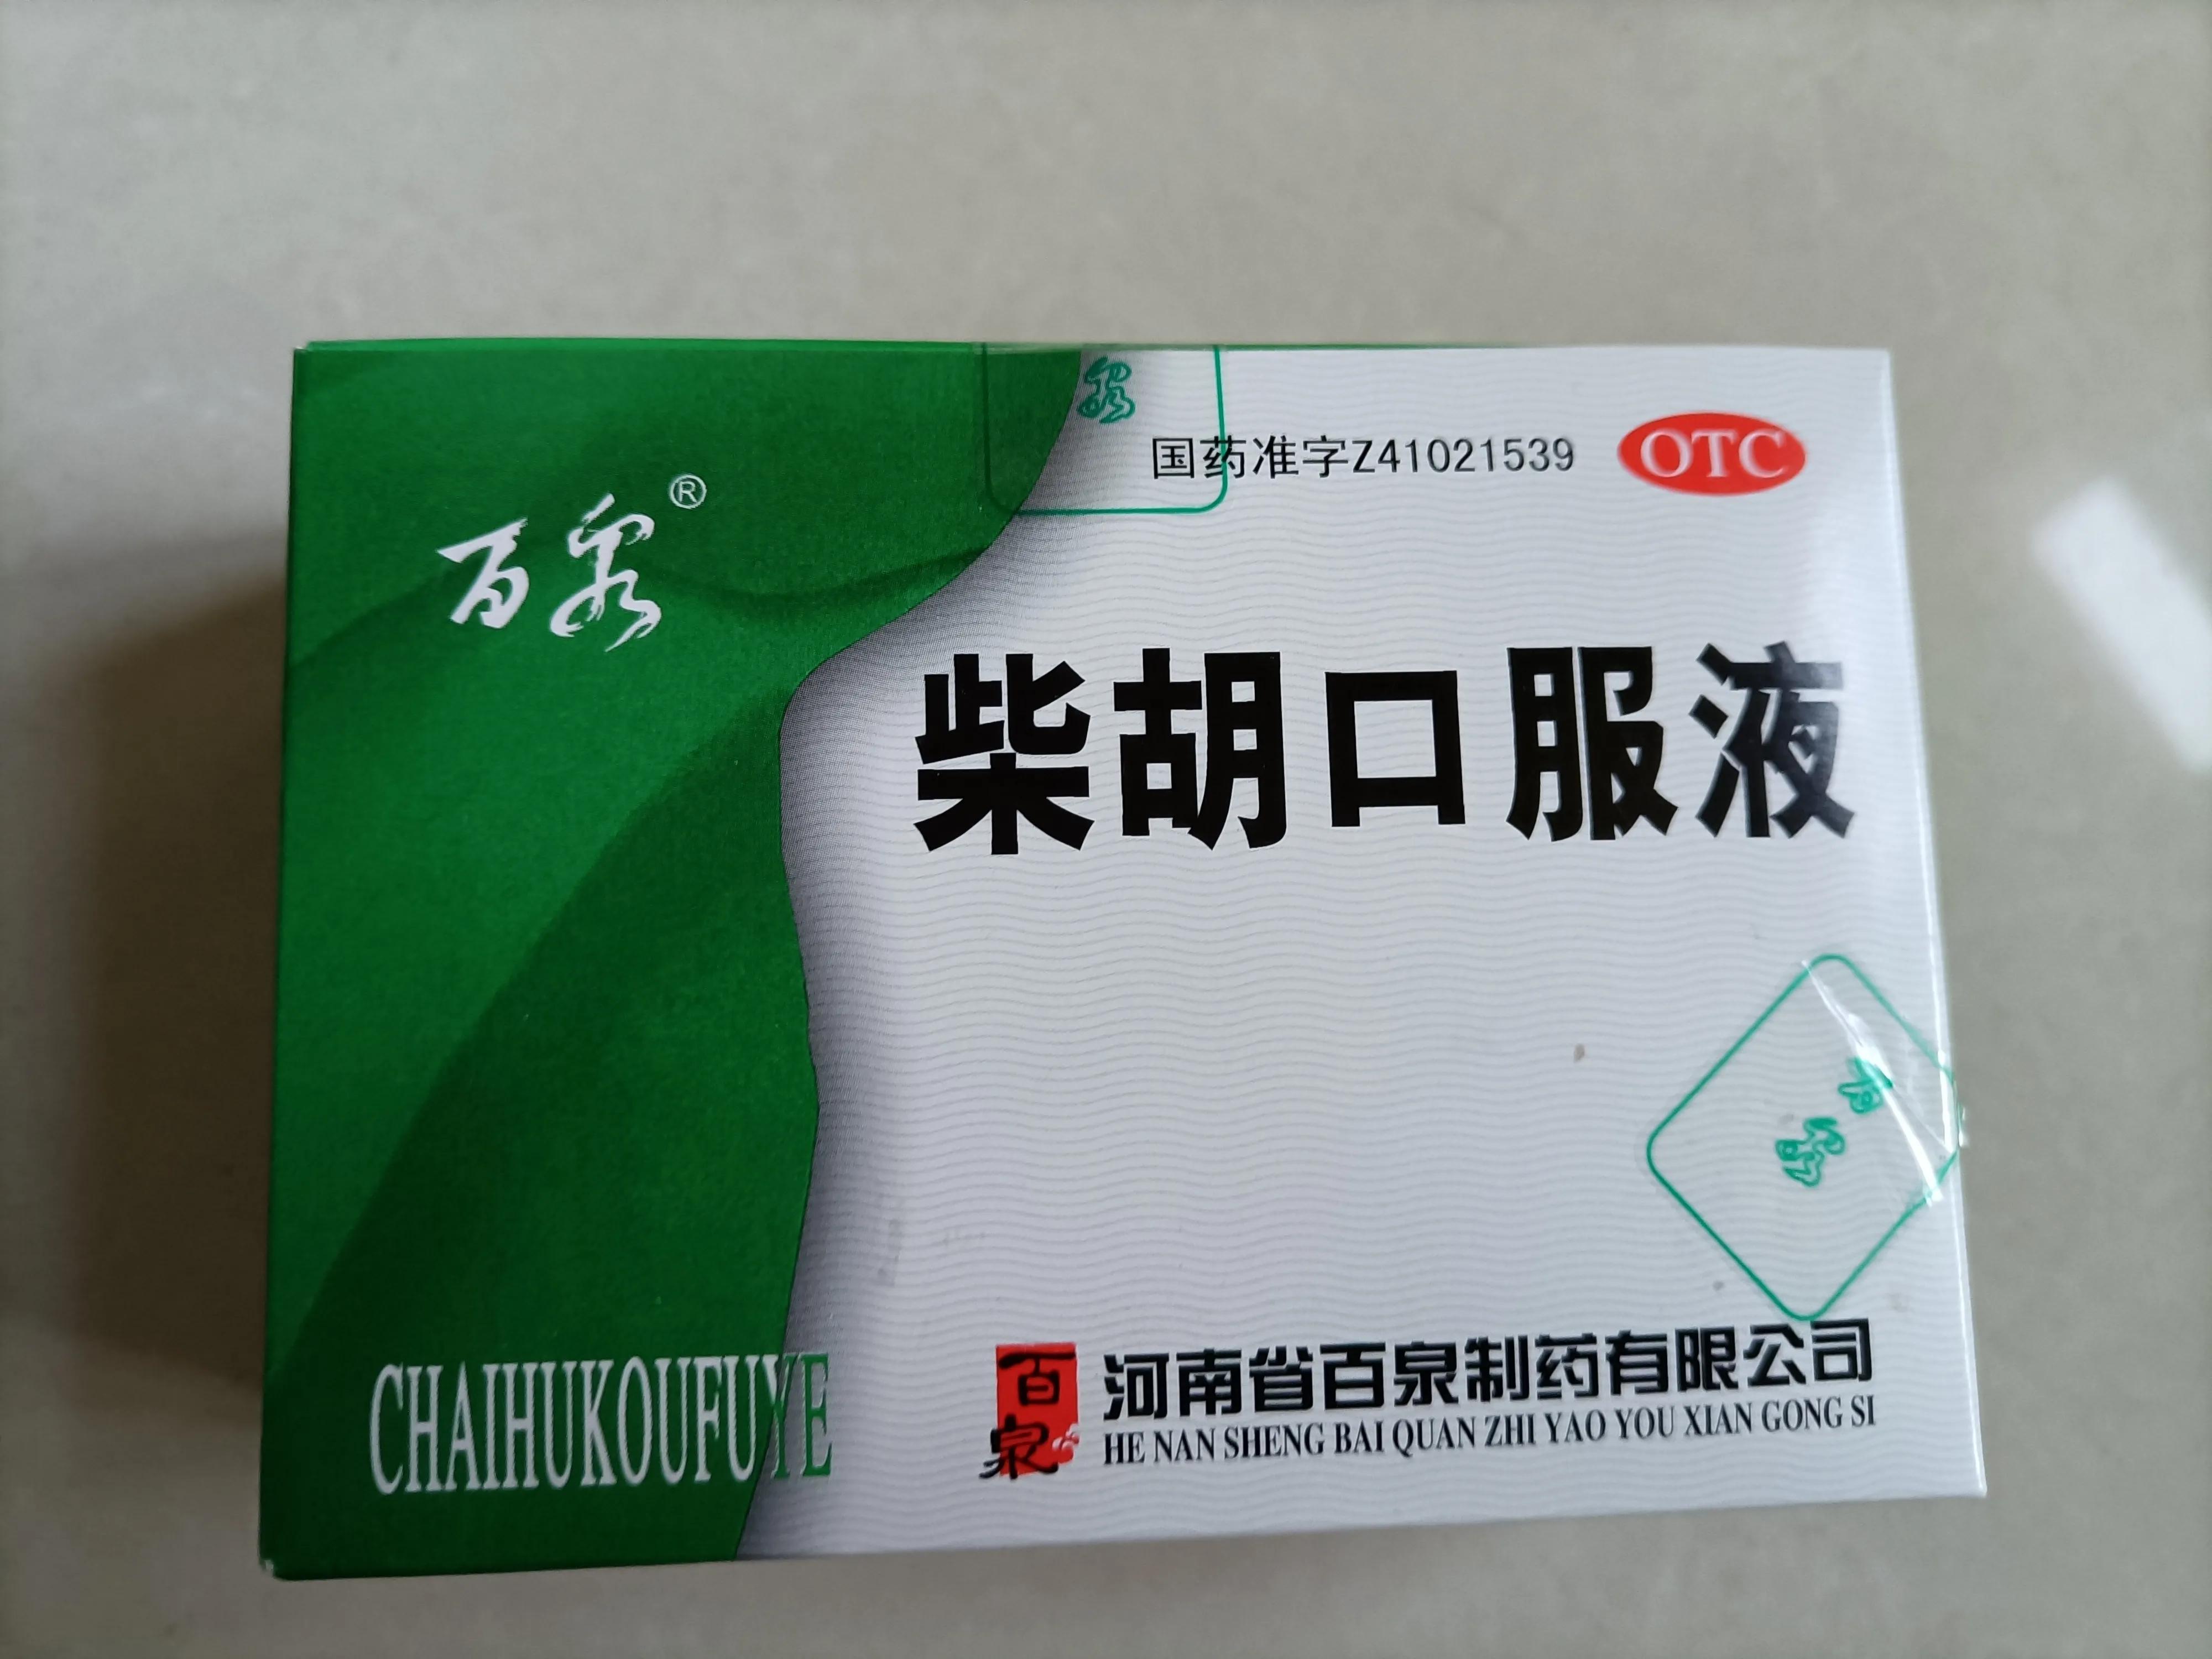 国药准字Z41021539 OTC
百泉®
柴胡口服液
百泉
CHAIHUKOUFUYE
百泉
河南省百泉制药有限公司
HE NAN SHENG BAI QUAN ZHI YAO YOU XIAN GONG SI